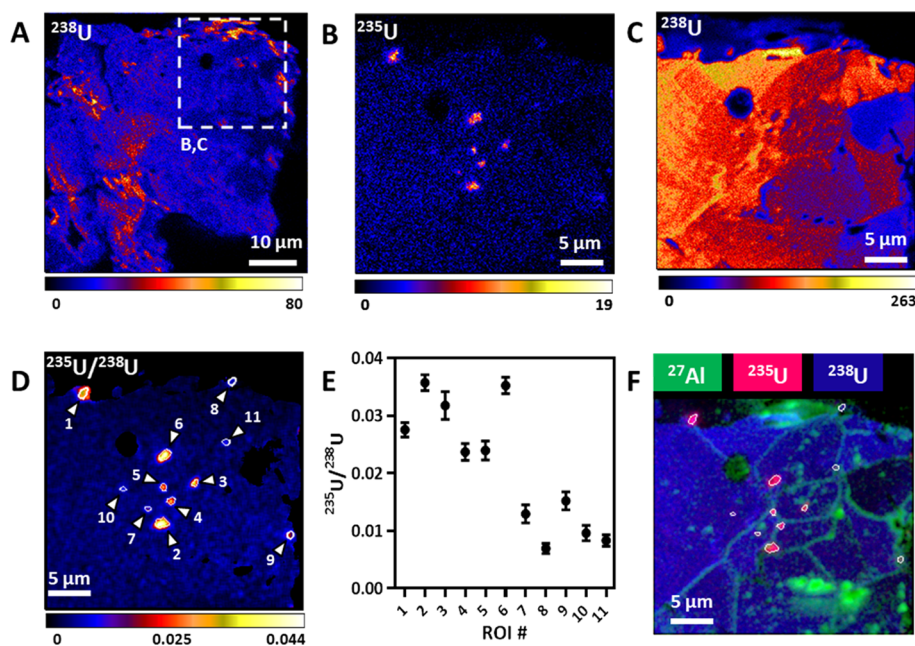 A
238U
B,C
10 μm
0
80
B
235U
5 μm
0
19
C
238U
5 μm
0
263
D
235U/238U
1
2
3
4
5
6
7
8
9
10
11
5 μm
0
0.025
0.044
E
235U/238U
0.04
0.03
0.02
0.01
0.00
1 2 3 4 5 6 7 8 9 10 11
ROI #
F
27Al
235U
238U
5 μm